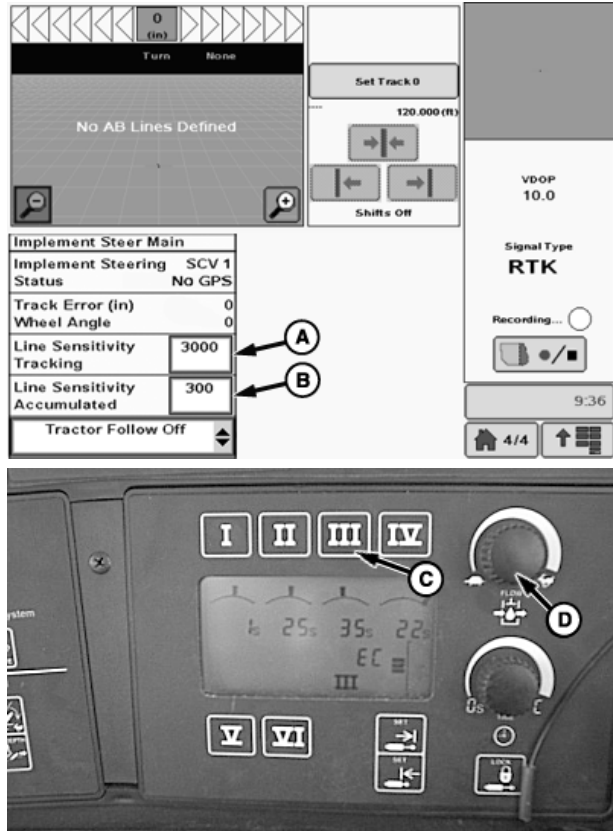 0
(in)
Turn None
No AB Lines Defined
Set Track 0
120.000 (ft)
Shifts Off
VDOP
10.0
Signal Type
RTK
Recording...
●/■
9:36
4/4
Implement Steer Main
Implement Steering SCV 1
Status No GPS
Track Error (in) 0
Wheel Angle 0
Line Sensitivity 3000
Tracking
Line Sensitivity 300
Accumulated
Tractor Follow Off
A
B
I II III IV
C
D
FLOW
1s 25s 35s 22s
EC
III
0s C
V VI
SET
SET
LOCK
ystem